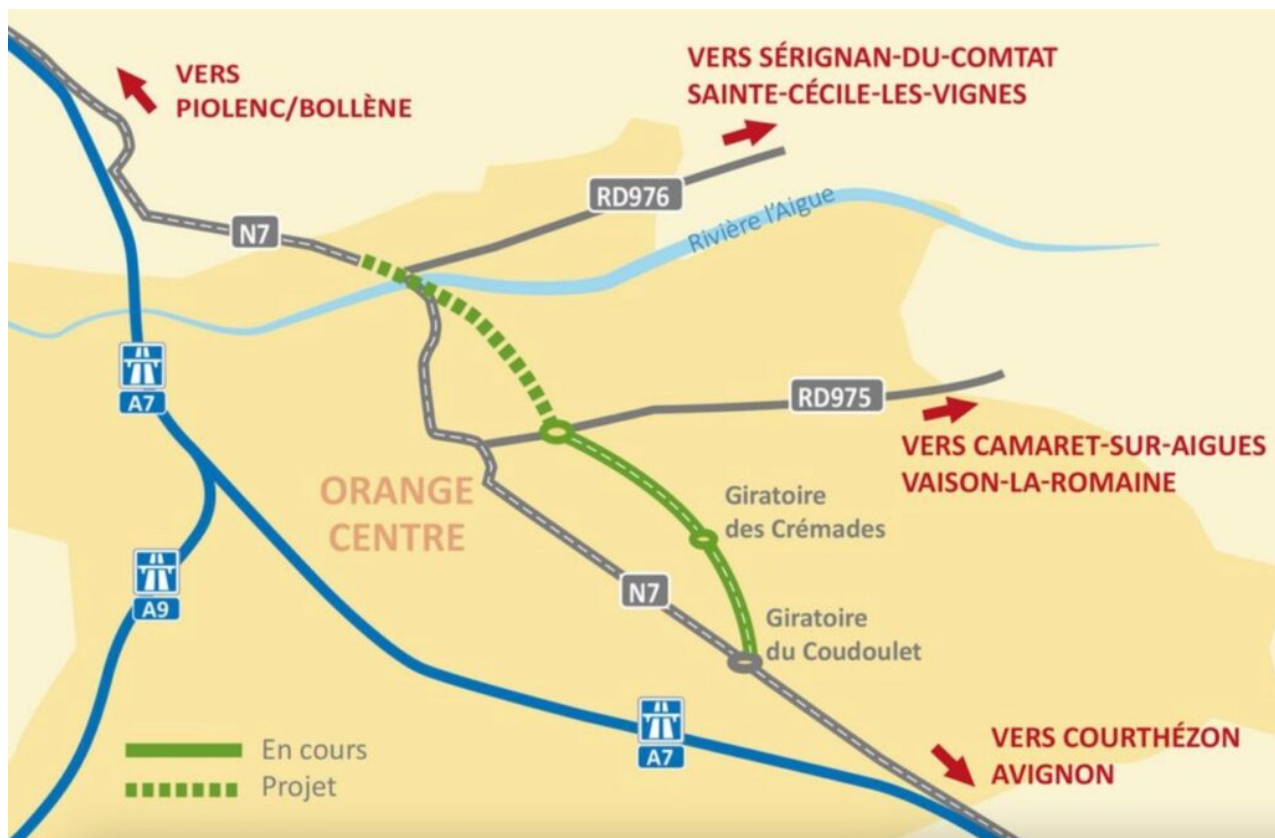 VERS
PIOLENC/BOLLÈNE
VERS SÉRIGNAN-DU-COMTAT
SAINTE-CÉCILE-LES-VIGNES
RD976
N7
Rivière l'Aigue
A7
RD975
VERS CAMARET-SUR-AIGUES
VAISON-LA-ROMAINE
ORANGE
CENTRE
Giratoire
des Crémades
A9
N7
Giratoire
du Coudoulet
A7
En cours
Projet
VERS COURTHÉZON
AVIGNON